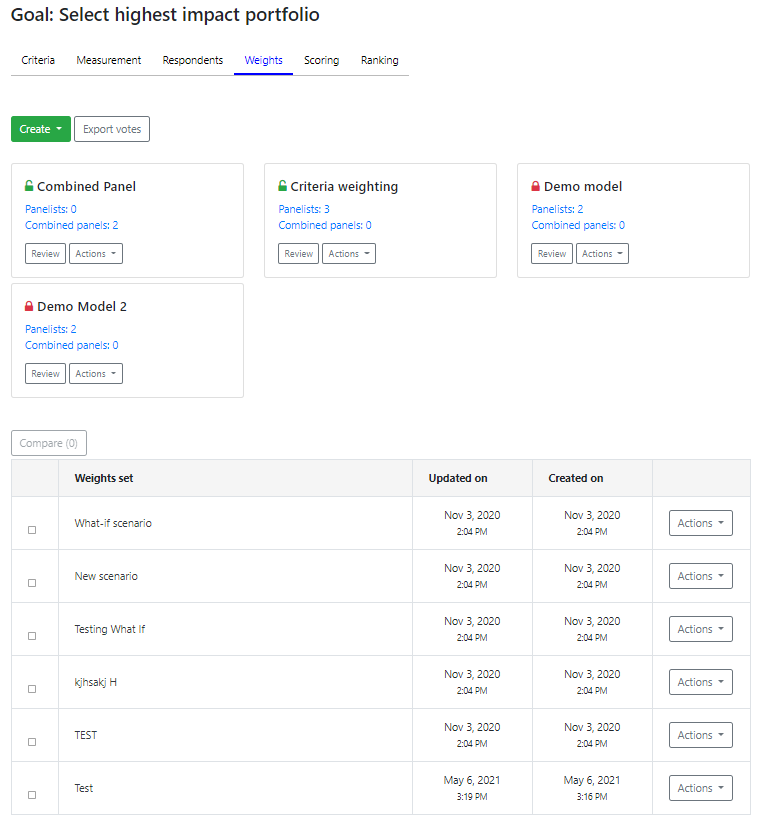 Goal: Select highest impact portfolio
Criteria Measurement Respondents Weights Scoring Ranking
Create Export votes
Combined Panel
Panelists: 0
Combined panels: 2
Review Actions
Criteria weighting
Panelists: 3
Combined panels: 0
Review Actions
Demo model
Panelists: 2
Combined panels: 0
Review Actions
Demo Model 2
Panelists: 2
Combined panels: 0
Review Actions
Compare (0)
Weights set Updated on Created on
What-if scenario Nov 3, 2020 Nov 3, 2020 Actions
2:04 PM 2:04 PM
New scenario Nov 3, 2020 Nov 3, 2020 Actions
2:04 PM 2:04 PM
Testing What If Nov 3, 2020 Nov 3, 2020 Actions
2:04 PM 2:04 PM
kjhsakj H Nov 3, 2020 Nov 3, 2020 Actions
2:04 PM 2:04 PM
TEST Nov 3, 2020 Nov 3, 2020 Actions
2:04 PM 2:04 PM
Test May 6, 2021 May 6, 2021 Actions
3:19 PM 3:16 PM